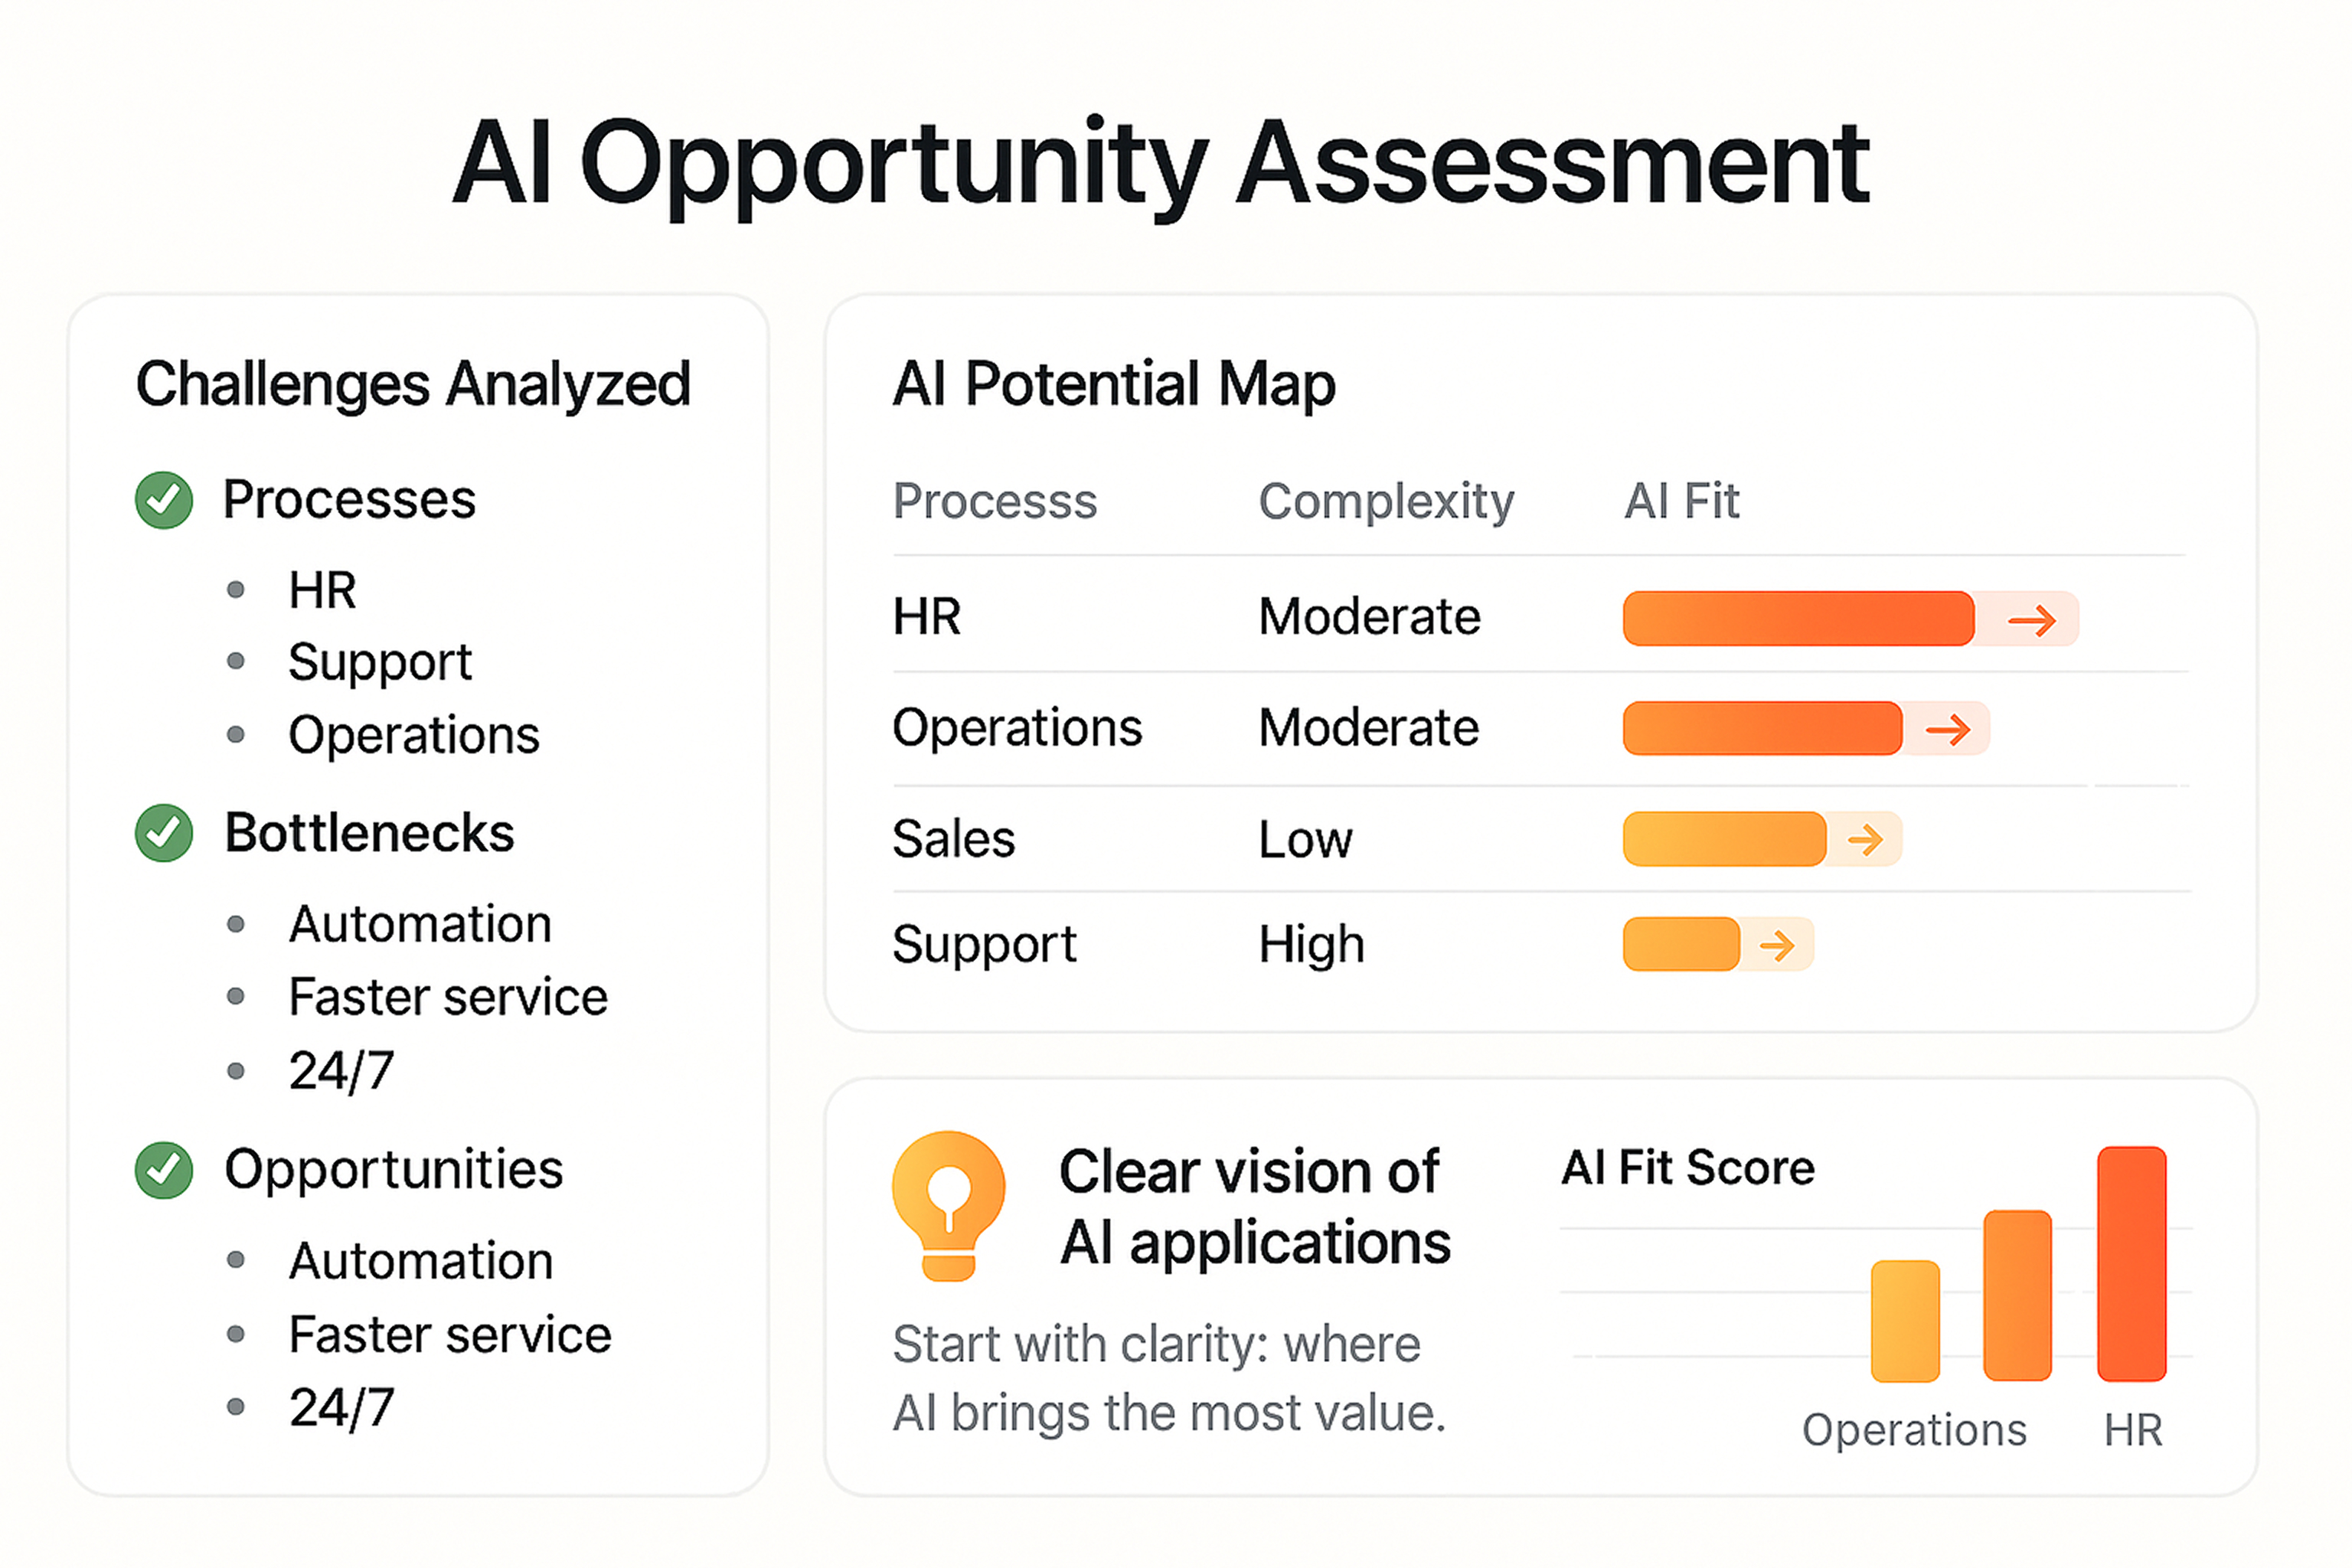 AI Opportunity Assessment
Challenges Analyzed
Processes
HR
Support
Operations
Bottlenecks
Automation
Faster service
24/7
Opportunities
Automation
Faster service
24/7
AI Potential Map
Processs Complexity AI Fit
HR Moderate
Operations Moderate
Sales Low
Support High
Clear vision of
AI applications
Start with clarity: where
AI brings the most value.
AI Fit Score
Operations HR